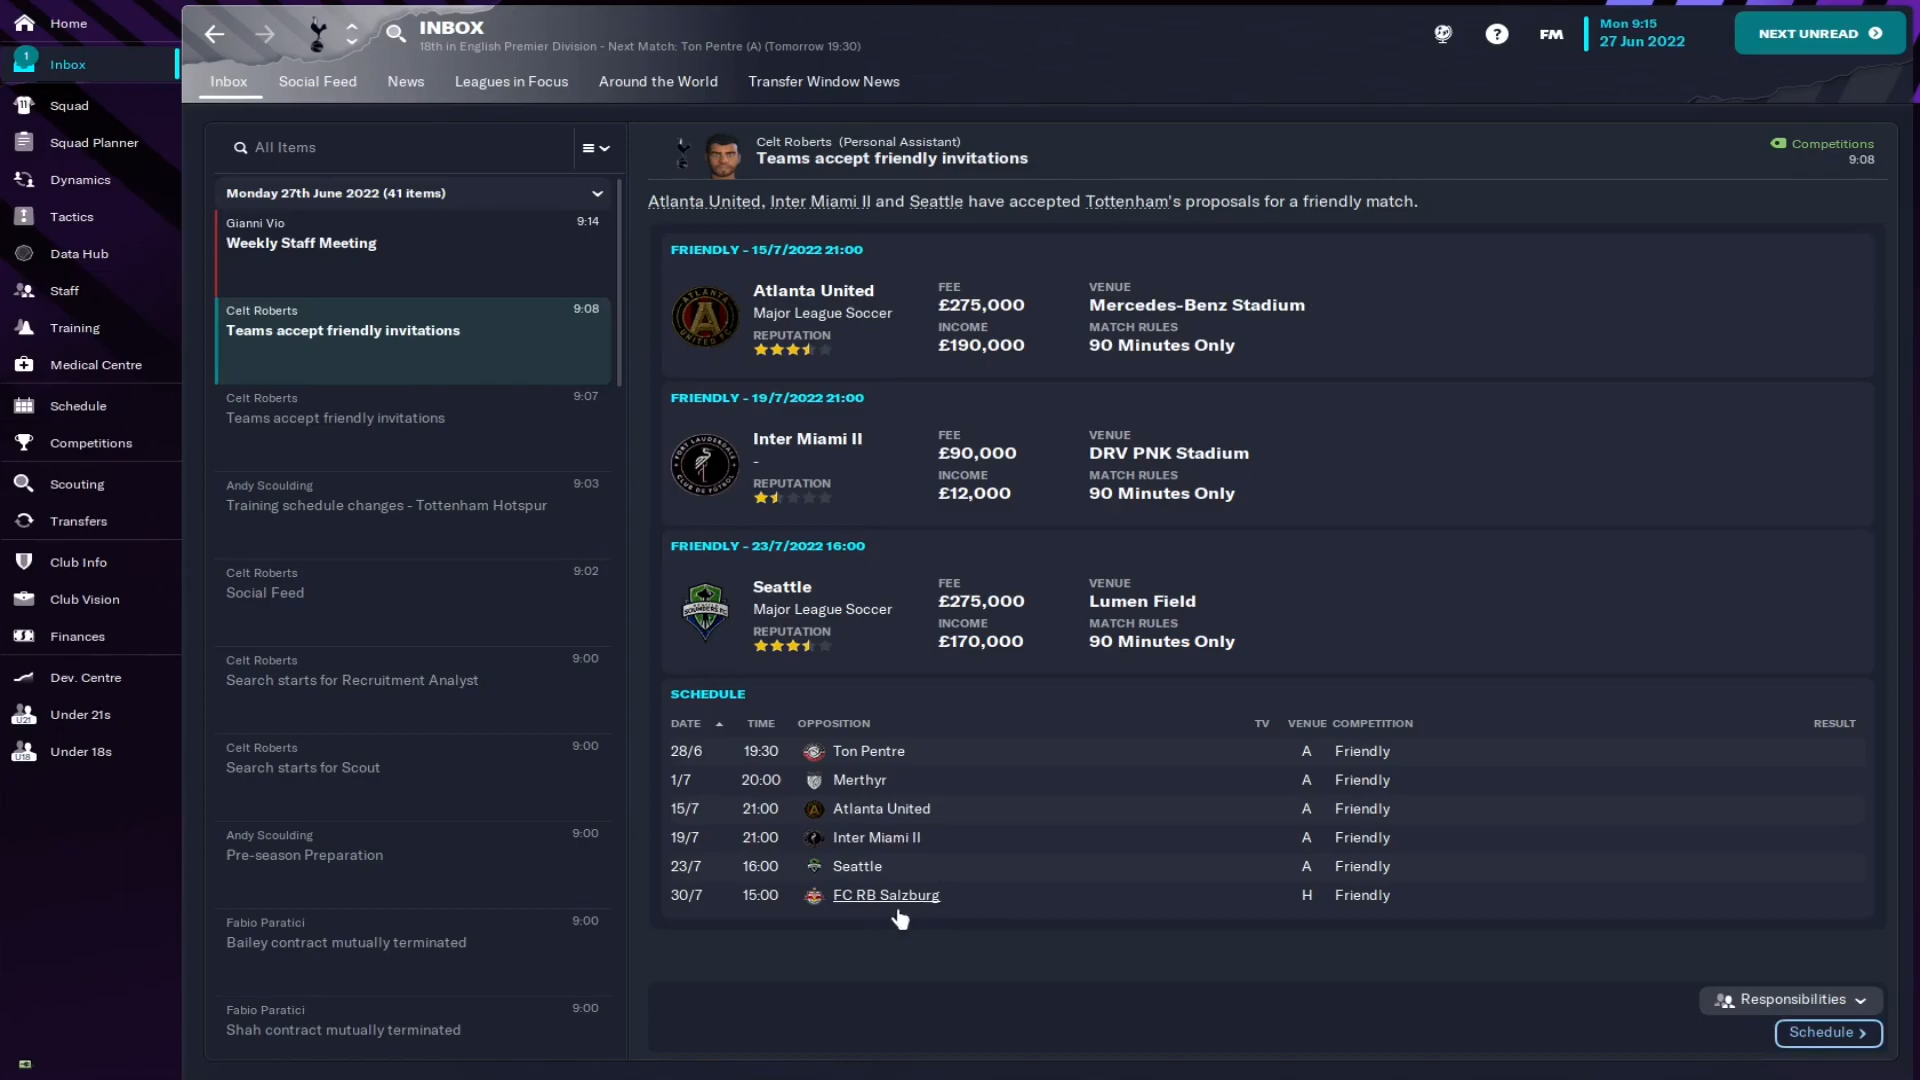 Home
1
Inbox
11
Squad
Squad Planner
Dynamics
Tactics
Data Hub
Staff
Training
Medical Centre
Schedule
Competitions
Scouting
Transfers
Club Info
Club Vision
Finances
Dev. Centre
U21
Under 21s
U18
Under 18s
INBOX
18th in English Premier Division - Next Match: Ton Pentre (A) (Tomorrow 19:30)
Inbox Social Feed News Leagues in Focus Around the World Transfer Window News
? FM Mon 9:15
27 Jun 2022
NEXT UNREAD
All Items
Monday 27th June 2022 (41 items)
Gianni Vio 9:14
Weekly Staff Meeting
Celt Roberts 9:08
Teams accept friendly invitations
Celt Roberts 9:07
Teams accept friendly invitations
Andy Scoulding 9:03
Training schedule changes - Tottenham Hotspur
Celt Roberts 9:02
Social Feed
Celt Roberts 9:00
Search starts for Recruitment Analyst
Celt Roberts 9:00
Search starts for Scout
Andy Scoulding 9:00
Pre-season Preparation
Fabio Paratici 9:00
Bailey contract mutually terminated
Fabio Paratici 9:00
Shah contract mutually terminated
Celt Roberts (Personal Assistant)
Teams accept friendly invitations
Competitions
9:08
Atlanta United, Inter Miami II and Seattle have accepted Tottenham's proposals for a friendly match.
FRIENDLY - 15/7/2022 21:00
Atlanta United
Major League Soccer
REPUTATION
FEE
£275,000
INCOME
£190,000
VENUE
Mercedes-Benz Stadium
MATCH RULES
90 Minutes Only
FRIENDLY - 19/7/2022 21:00
Inter Miami II
-
REPUTATION
FEE
£90,000
INCOME
£12,000
VENUE
DRV PNK Stadium
MATCH RULES
90 Minutes Only
FRIENDLY - 23/7/2022 16:00
Seattle
Major League Soccer
REPUTATION
FEE
£275,000
INCOME
£170,000
VENUE
Lumen Field
MATCH RULES
90 Minutes Only
SCHEDULE
DATE TIME OPPOSITION TV VENUE COMPETITION RESULT
28/6 19:30 Ton Pentre A Friendly
1/7 20:00 Merthyr A Friendly
15/7 21:00 Atlanta United A Friendly
19/7 21:00 Inter Miami II A Friendly
23/7 16:00 Seattle A Friendly
30/7 15:00 FC RB Salzburg H Friendly
Responsibilities
Schedule